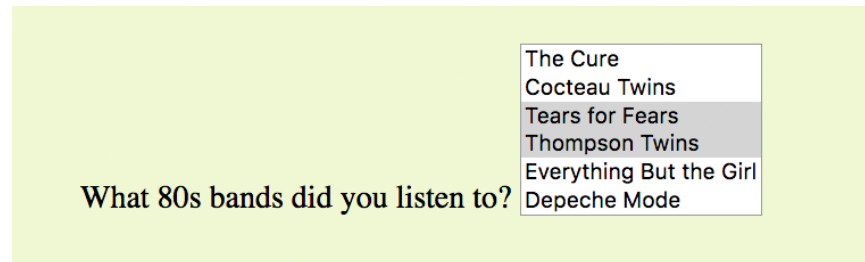 The Cure
Cocteau Twins
Tears for Fears
Thompson Twins
Everything But the Girl
What 80s bands did you listen to? Depeche Mode